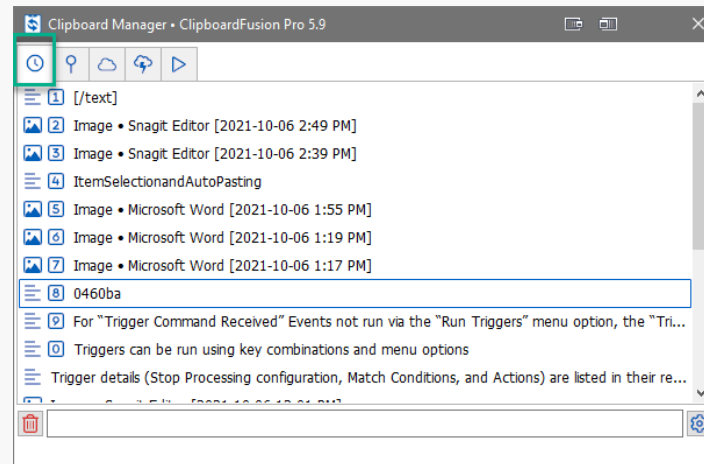 Clipboard Manager • ClipboardFusion Pro 5.9
1 [/text]
2 Image • Snagit Editor [2021-10-06 2:49 PM]
3 Image • Snagit Editor [2021-10-06 2:39 PM]
4 ItemSelectionandAutoPasting
5 Image • Microsoft Word [2021-10-06 1:55 PM]
6 Image • Microsoft Word [2021-10-06 1:19 PM]
7 Image • Microsoft Word [2021-10-06 1:17 PM]
8 0460ba
9 For “Trigger Command Received” Events not run via the “Run Triggers” menu option, the “Tri...
0 Triggers can be run using key combinations and menu options
Trigger details (Stop Processing configuration, Match Conditions, and Actions) are listed in their re...